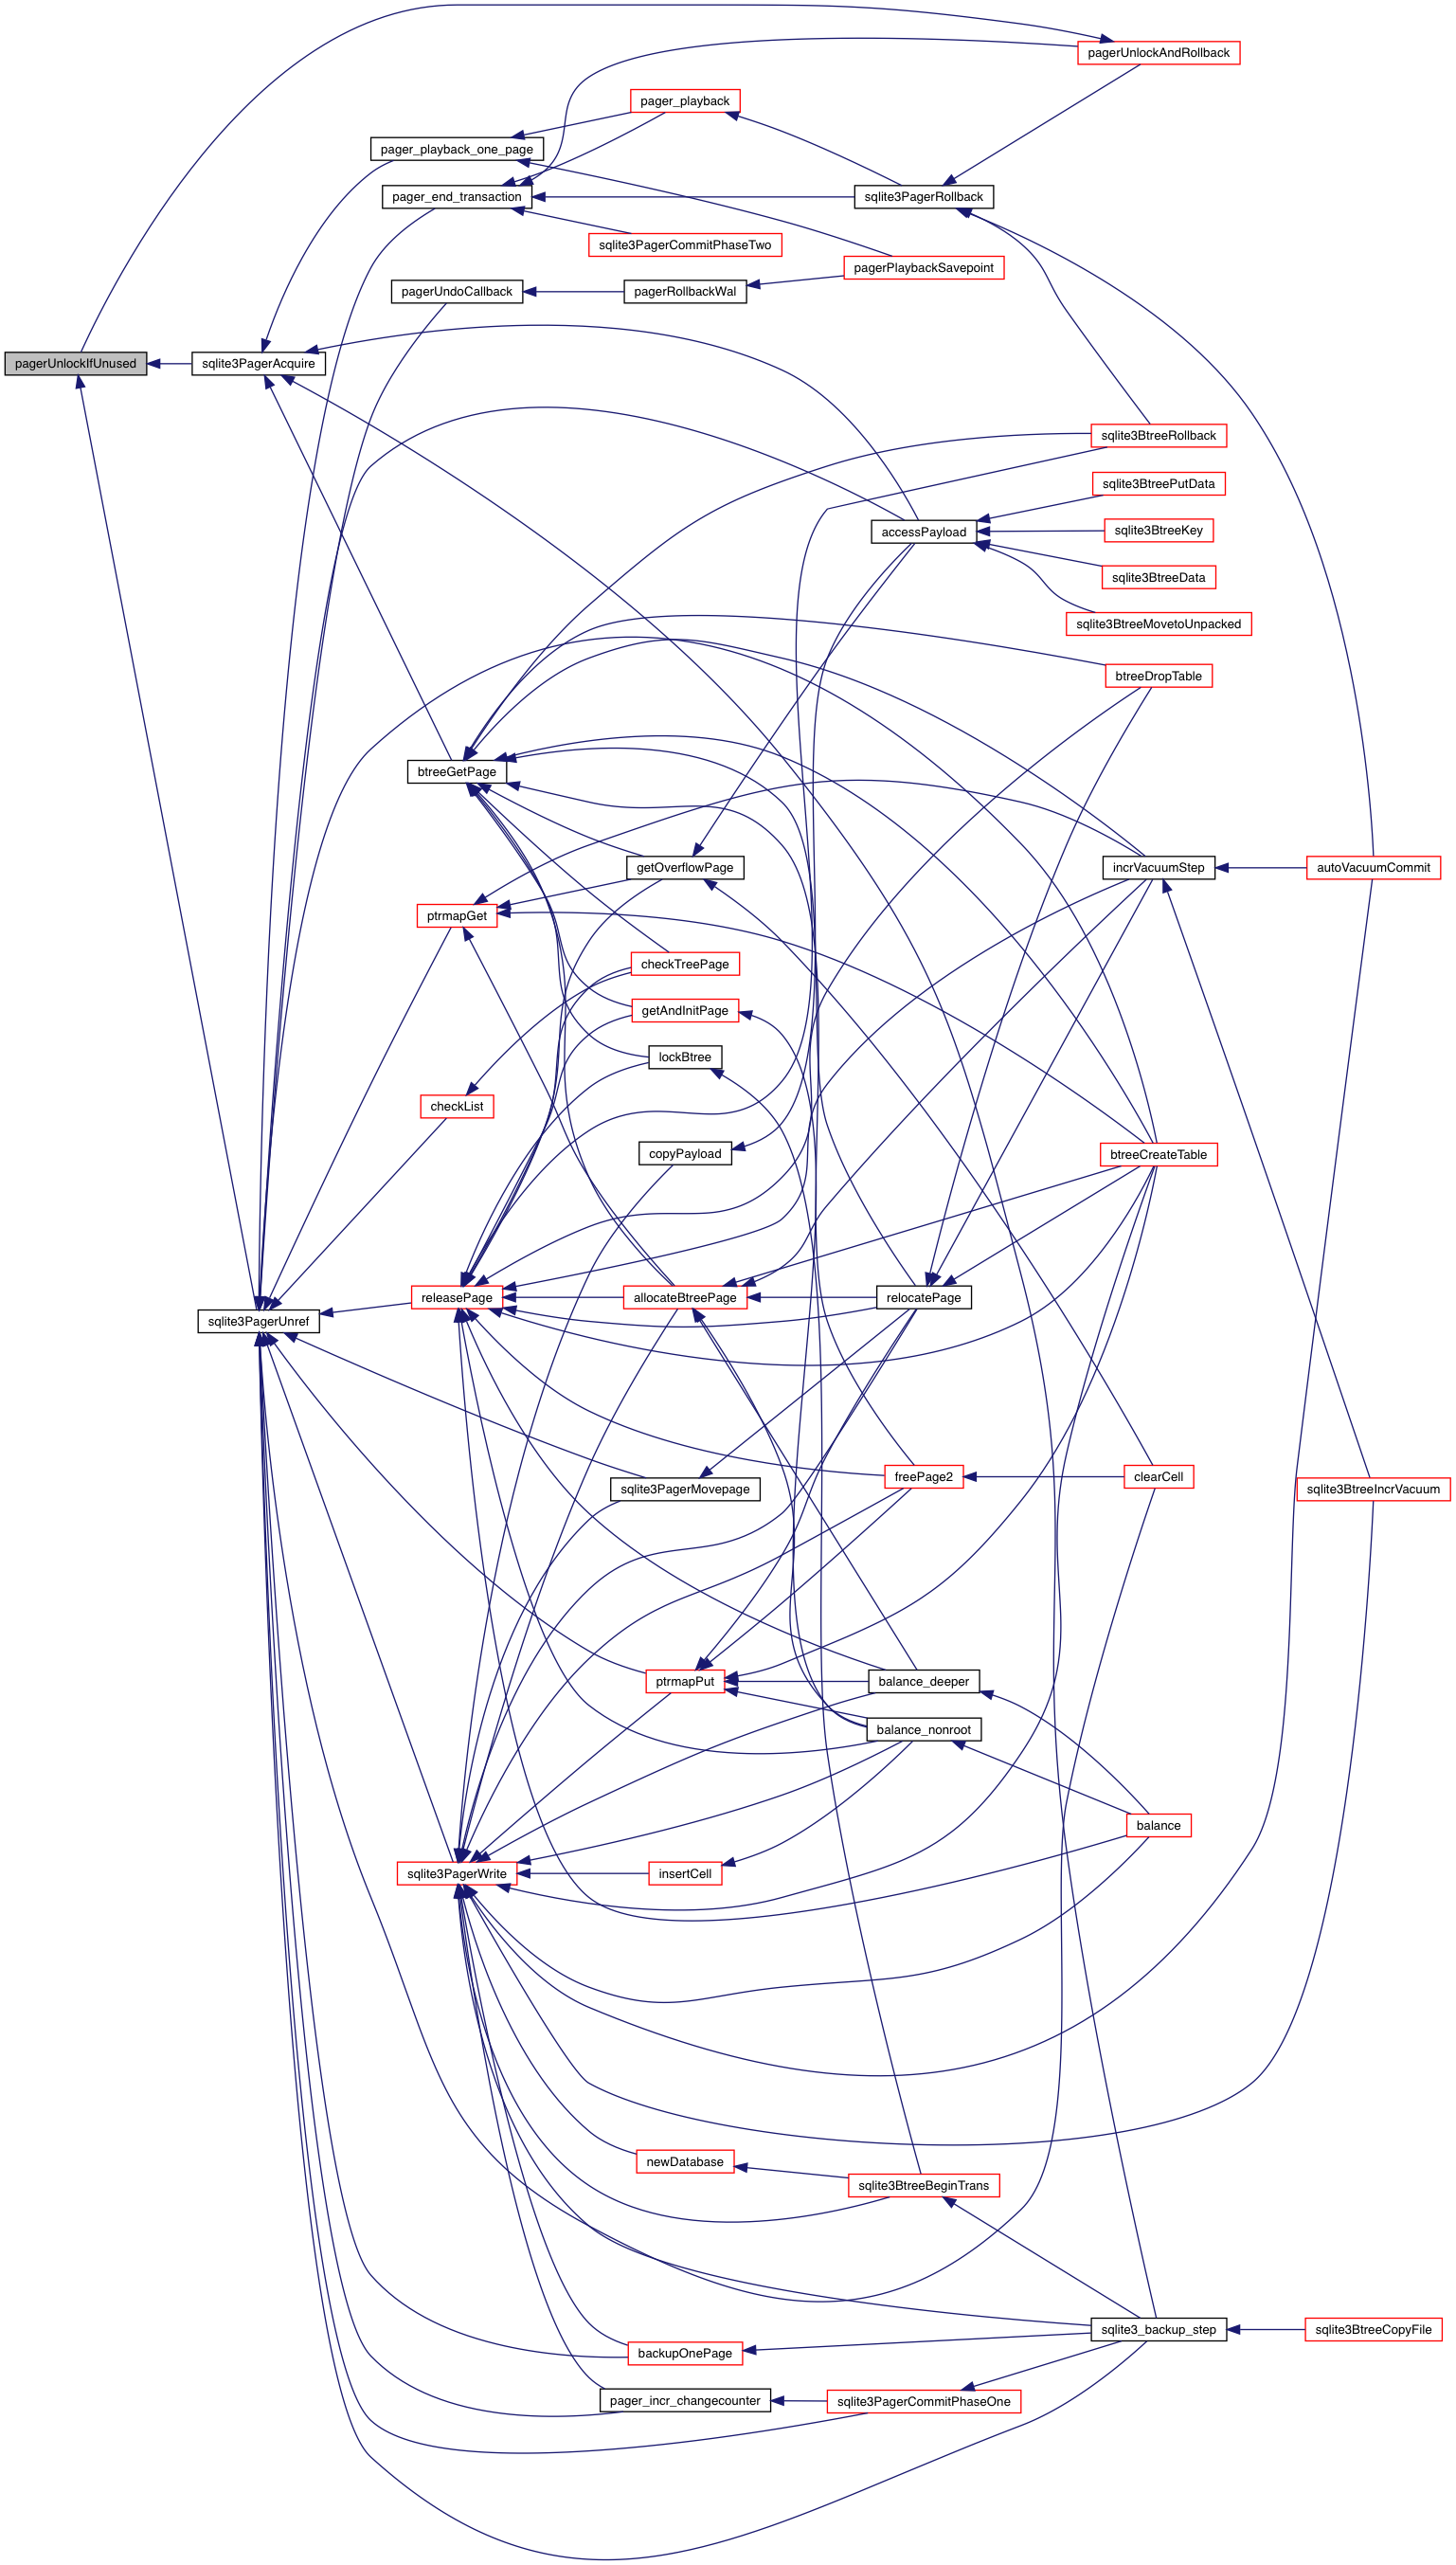 pagerUnlockAndRollback
pager_playback
pager_playback_one_page
pager_end_transaction
sqlite3PagerRollback
sqlite3PagerCommitPhaseTwo
pagerPlaybackSavepoint
pagerUndoCallback
pagerRollbackWal
pagerUnlockIfUnused
sqlite3PagerAcquire
sqlite3BtreeRollback
sqlite3BtreePutData
accessPayload
sqlite3BtreeKey
sqlite3BtreeData
sqlite3BtreeMovetoUnpacked
btreeDropTable
btreeGetPage
getOverflowPage
incrVacuumStep
autoVacuumCommit
ptrmapGet
checkTreePage
getAndInitPage
lockBtree
checkList
copyPayload
btreeCreateTable
releasePage
allocateBtreePage
relocatePage
sqlite3PagerUnref
freePage2
clearCell
sqlite3PagerMovepage
sqlite3BtreeIncrVacuum
ptrmapPut
balance_deeper
balance_nonroot
balance
sqlite3PagerWrite
insertCell
newDatabase
sqlite3BtreeBeginTrans
sqlite3_backup_step
sqlite3BtreeCopyFile
backupOnePage
pager_incr_changecounter
sqlite3PagerCommitPhaseOne